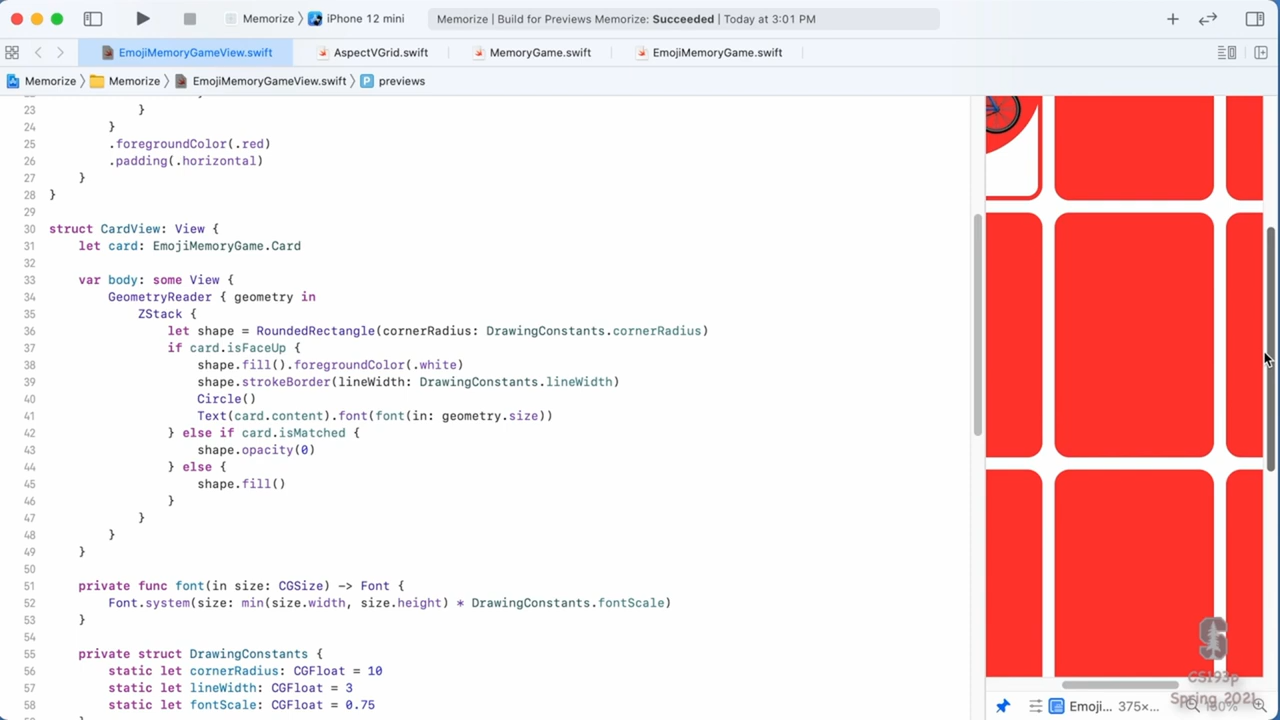 Memorize 〉 iPhone 12 mini
Memorize | Build for Previews Memorize: Succeeded | Today at 3:01 PM
EmojiMemoryGameView.swift
AspectVGrid.swift
MemoryGame.swift
EmojiMemoryGame.swift
Memorize 〉 Memorize 〉 EmojiMemoryGameView.swift 〉 P previews
23 }
24 }
25 .foregroundColor(.red)
26 .padding(.horizontal)
27 }
28 }
29
30 struct CardView: View {
31 let card: EmojiMemoryGame.Card
32
33 var body: some View {
34 GeometryReader { geometry in
35 ZStack {
36 let shape = RoundedRectangle(cornerRadius: DrawingConstants.cornerRadius)
37 if card.isFaceUp {
38 shape.fill().foregroundColor(.white)
39 shape.strokeBorder(lineWidth: DrawingConstants.lineWidth)
40 Circle()
41 Text(card.content).font(font(in: geometry.size))
42 } else if card.isMatched {
43 shape.opacity(0)
44 } else {
45 shape.fill()
46 }
47 }
48 }
49 }
50
51 private func font(in size: CGSize) -> Font {
52 Font.system(size: min(size.width, size.height) * DrawingConstants.fontScale)
53 }
54
55 private struct DrawingConstants {
56 static let cornerRadius: CGFloat = 10
57 static let lineWidth: CGFloat = 3
58 static let fontScale: CGFloat = 0.75
CS193p
Spring 2021
Emoji... 375×...